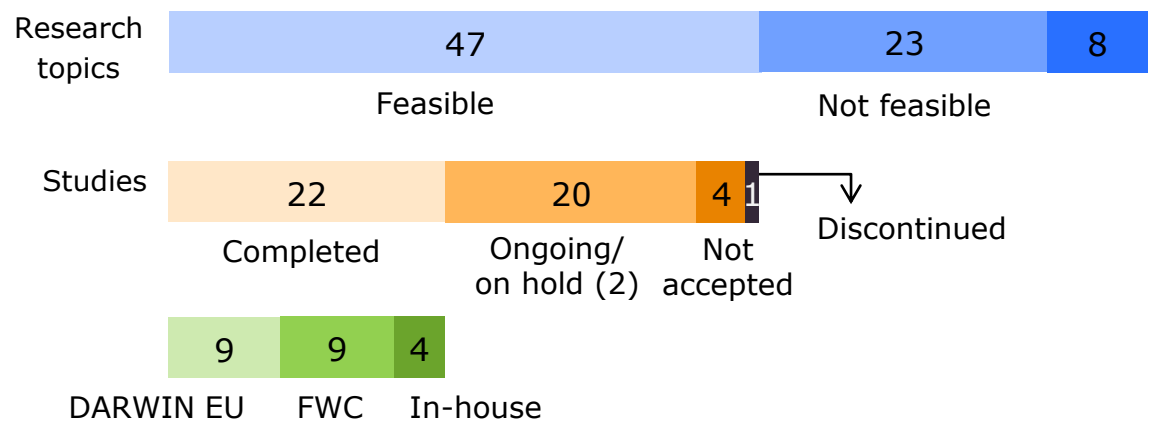 Research
topics
47
23
8
Feasible
Not feasible
Studies
22
20
4
1
Completed
Ongoing/
on hold (2)
Not
accepted
Discontinued
9
9
4
DARWIN EU
FWC
In-house